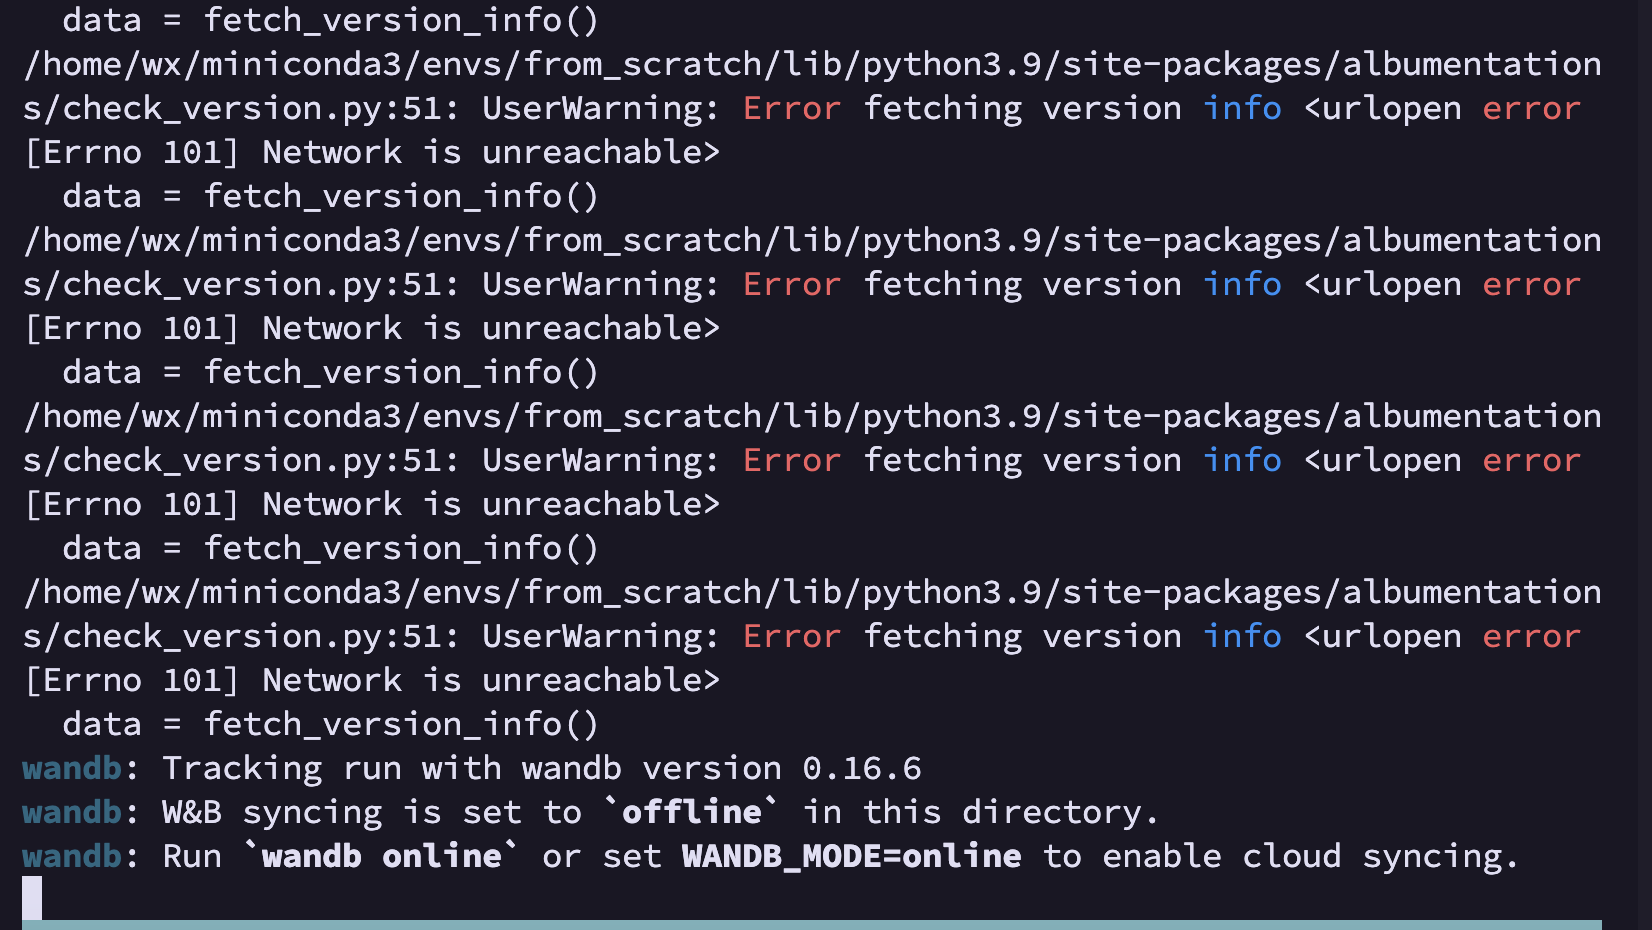 data = fetch_version_info()
/home/wx/miniconda3/envs/from_scratch/lib/python3.9/site-packages/albumentation
s/check_version.py:51: UserWarning: Error fetching version info <urlopen error
[Errno 101] Network is unreachable>
  data = fetch_version_info()
/home/wx/miniconda3/envs/from_scratch/lib/python3.9/site-packages/albumentation
s/check_version.py:51: UserWarning: Error fetching version info <urlopen error
[Errno 101] Network is unreachable>
  data = fetch_version_info()
/home/wx/miniconda3/envs/from_scratch/lib/python3.9/site-packages/albumentation
s/check_version.py:51: UserWarning: Error fetching version info <urlopen error
[Errno 101] Network is unreachable>
  data = fetch_version_info()
/home/wx/miniconda3/envs/from_scratch/lib/python3.9/site-packages/albumentation
s/check_version.py:51: UserWarning: Error fetching version info <urlopen error
[Errno 101] Network is unreachable>
  data = fetch_version_info()
wandb: Tracking run with wandb version 0.16.6
wandb: W&B syncing is set to `offline` in this directory.
wandb: Run `wandb online` or set WANDB_MODE=online to enable cloud syncing.